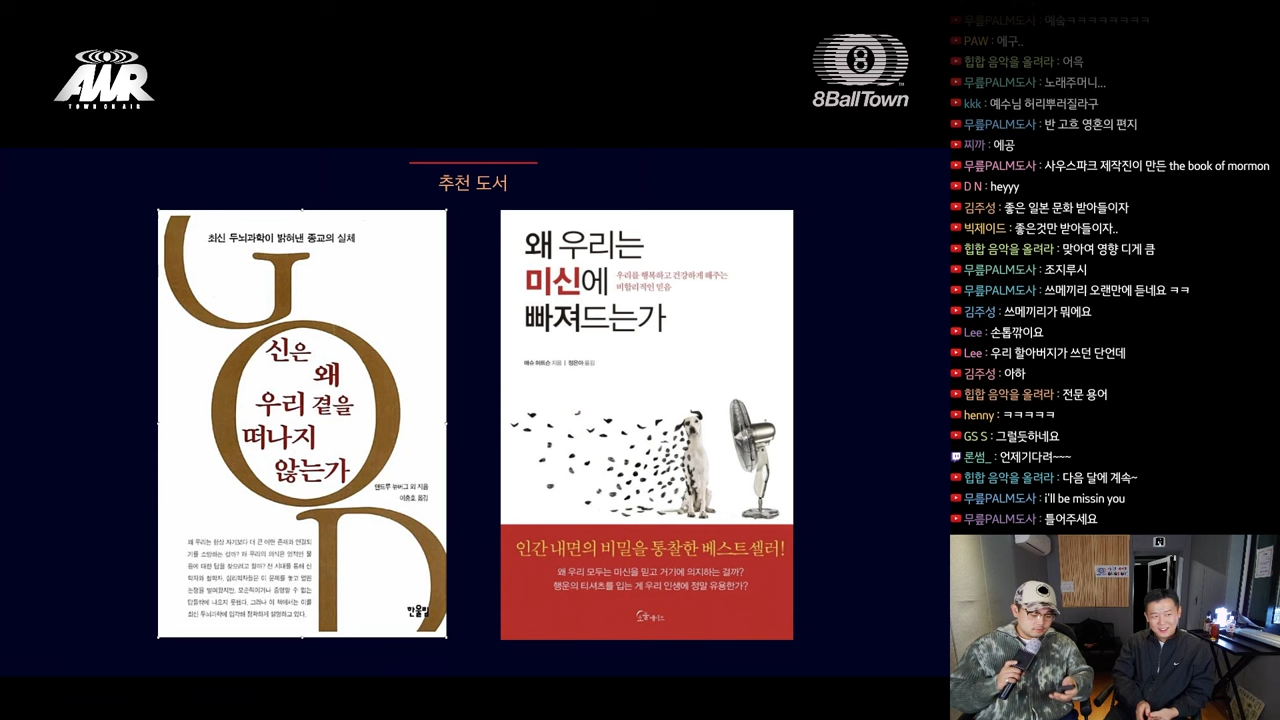 AIR
TOWN ON AIR
8
8BallTown
추천 도서
최신 두뇌과학이 밝혀낸 종교의 실체
GOD
신은
왜
우리 곁을
떠나지
않는가
앤드루 뉴버그 외 지음
이충호 옮김
한울림
왜 우리는
미신에
빠져드는가
우리를 행복하고 건강하게 해주는
비합리적인 믿음
매슈 허트슨 지음 | 정은아 옮김
인간 내면의 비밀을 통찰한 베스트셀러!
왜 우리 모두는 미신을 믿고 거기에 의지하는 걸까?
행운의 티셔츠를 입는 게 우리 인생에 정말 유용한가?
무릎PALM도사 : 예숰ㅋㅋㅋㅋㅋㅋㅋㅋ
PAW : 에구..
힙합 음악을 올려라 : 어윽
무릎PALM도사 : 노래주머니...
kkk : 예수님 허리뿌러질라구
무릎PALM도사 : 반 고흐 영혼의 편지
찌까 : 에공
무릎PALM도사 : 사우스파크 제작진이 만든 the book of mormon
D N : heyyy
김주성 : 좋은 일본 문화 받아들이자
빅제이드 : 좋은것만 받아들이자..
힙합 음악을 올려라 : 맞아여 영향 디게 큼
무릎PALM도사 : 조지루시
무릎PALM도사 : 쓰메끼리 오랜만에 듣네요 ㅋㅋ
김주성 : 쓰메끼리가 뭐에요
Lee : 손톱깎이요
Lee : 우리 할아버지가 쓰던 단언데
김주성 : 아하
힙합 음악을 올려라 : 전문 용어
henny : ㅋㅋㅋㅋㅋ
GS S : 그럴듯하네요
론썸_ : 언제기다려~~~
힙합 음악을 올려라 : 다음 달에 계속~
무릎PALM도사 : i'll be missin you
무릎PALM도사 : 틀어주세요